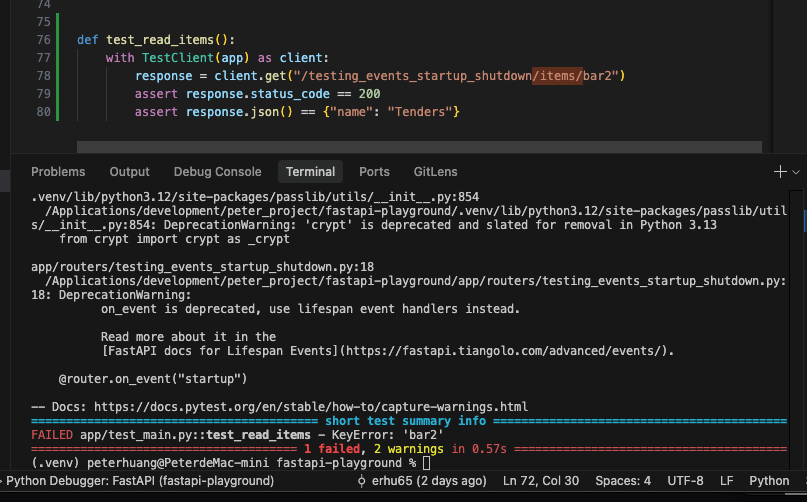 74
75
76 def test_read_items():
77     with TestClient(app) as client:
78         response = client.get("/testing_events_startup_shutdown/items/bar2")
79         assert response.status_code == 200
80         assert response.json() == {"name": "Tenders"}
Problems Output Debug Console Terminal Ports GitLens
.venv/lib/python3.12/site-packages/passlib/utils/__init__.py:854
  /Applications/development/peter_project/fastapi-playground/.venv/lib/python3.12/site-packages/passlib/util
s/__init__.py:854: DeprecationWarning: 'crypt' is deprecated and slated for removal in Python 3.13
    from crypt import crypt as _crypt
app/routers/testing_events_startup_shutdown.py:18
  /Applications/development/peter_project/fastapi-playground/app/routers/testing_events_startup_shutdown.py:
18: DeprecationWarning:
          on_event is deprecated, use lifespan event handlers instead.
          Read more about it in the
          [FastAPI docs for Lifespan Events](https://fastapi.tiangolo.com/advanced/events/).
    @router.on_event("startup")
-- Docs: https://docs.pytest.org/en/stable/how-to/capture-warnings.html
short test summary info
FAILED app/test_main.py::test_read_items - KeyError: 'bar2'
1 failed, 2 warnings in 0.57s
(.venv) peterhuang@PeterdeMac-mini fastapi-playground %
Python Debugger: FastAPI (fastapi-playground) erhu65 (2 days ago) Ln 72, Col 30 Spaces: 4 UTF-8 LF Python